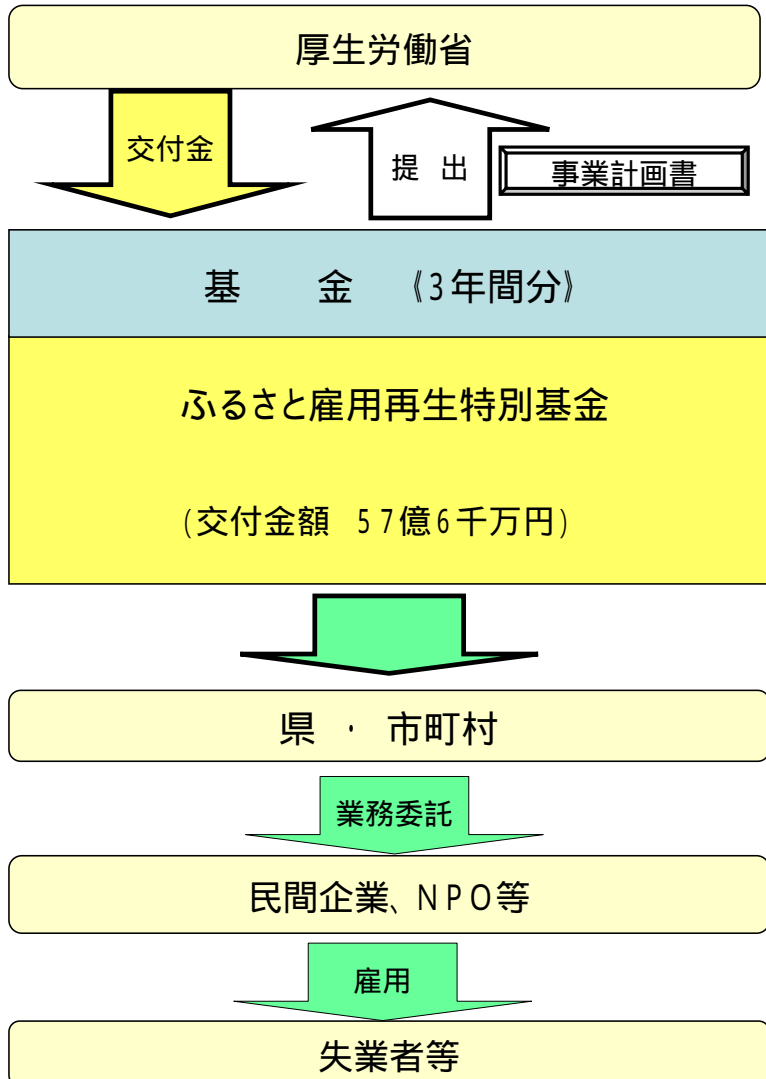 厚生労働省
交付金
提 出
事業計画書
基 金 《3年間分》
ふるさと雇用再生特別基金
(交付金額 57億6千万円)
県 ・ 市町村
業務委託
民間企業、NPO等
雇用
失業者等